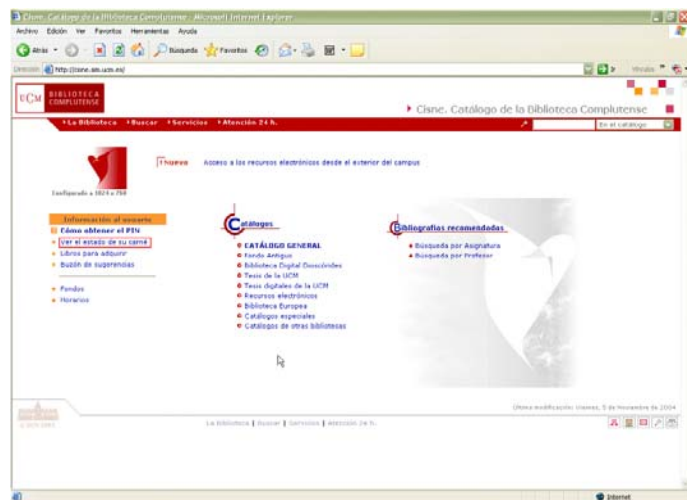 Cisne. Catálogo de la Biblioteca Complutense - Microsoft Internet Explorer
Archivo Edición Ver Favoritos Herramientas Ayuda
Atrás Búsqueda Favoritos
Dirección http://cisne.sim.ucm.es/ Ir Vínculos
UCM BIBLIOTECA
COMPLUTENSE
Cisne. Catálogo de la Biblioteca Complutense
La Biblioteca Buscar Servicios Atención 24 h. En el catálogo
Nuevo Acceso a los recursos electrónicos desde el exterior del campus
Configurado a
Información al usuario
Cómo obtener el PIN
Ver el estado de su carné
Libros para adquirir
Buzón de sugerencias
Fondos
Horarios
Catálogos
CATÁLOGO GENERAL
Fondo Antiguo
Biblioteca Digital Dioscórides
Tesis de la UCM
Tesis digitales de la UCM
Recursos electrónicos
Biblioteca Europea
Catálogos especiales
Catálogos de otras bibliotecas
Bibliografías recomendadas
Búsqueda por Asignatura
Búsqueda por Profesor
Última modificación: Viernes, 5 de Noviembre de 2004
La Biblioteca | Buscar | Servicios | Atención 24 h.
Internet